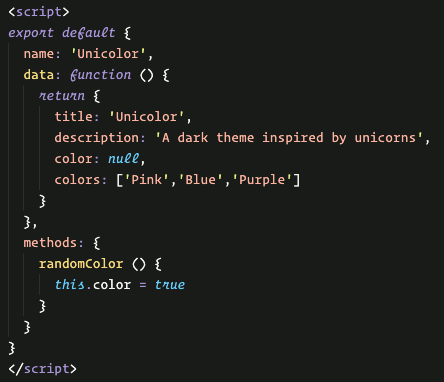 <script>
export default {
name: 'Unicolor',
data: function () {
return {
title: 'Unicolor',
description: 'A dark theme inspired by unicorns',
color: null,
colors: ['Pink','Blue','Purple']
}
},
methods: {
randomColor () {
this.color = true
}
}
}
</script>